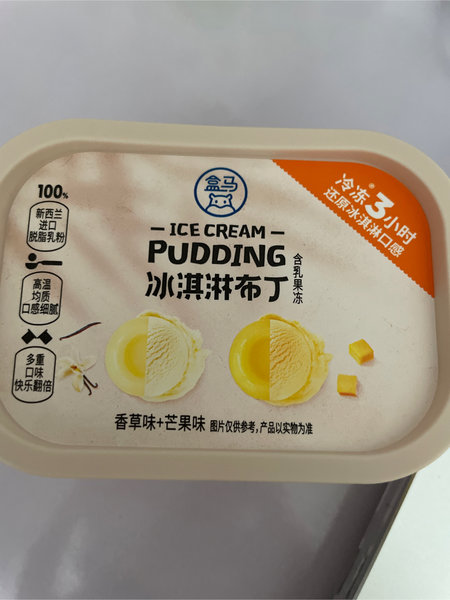 盒马
冷冻®3小时
还原冰淇淋口感
100%
新西兰
进口
脱脂乳粉
高温
均质
口感细腻
多重
口味
快乐翻倍
ICE CREAM
PUDDING
冰淇淋布丁
含乳果冻
香草味+芒果味 图片仅供参考,产品以实物为准